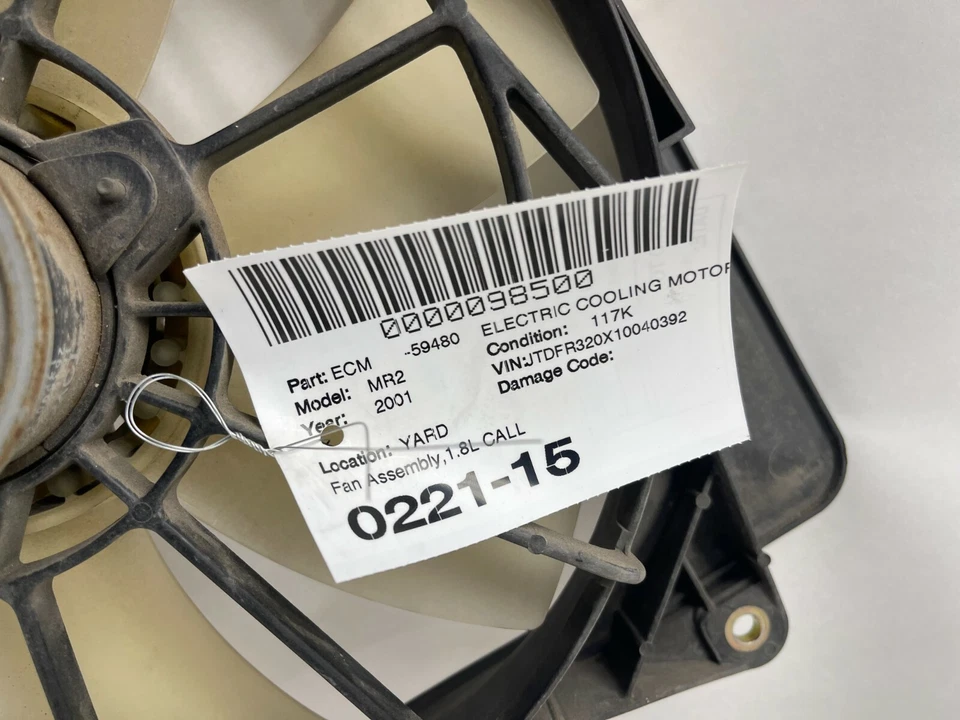 0000098500
Part: ECM -59480 ELECTRIC COOLING MOTOR
Model: MR2 Condition: 117K
Year: 2001 VIN:JTDFR320X10040392
Damage Code:
Location: YARD
Fan Assembly,1.8L CALL
0221-15